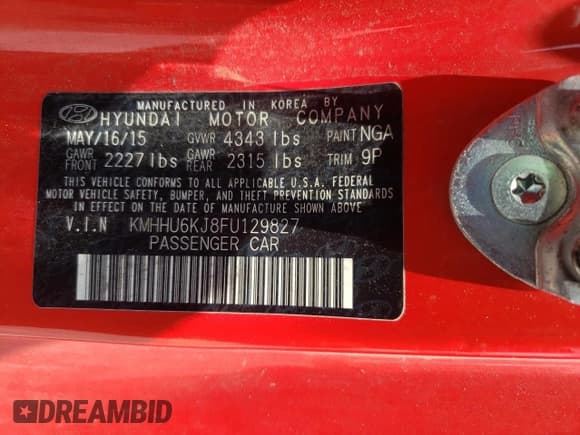 MANUFACTURED IN KOREA BY
HYUNDAI MOTOR COMPANY
MAY/16/15 GVWR 4343 lbs PAINT NGA
GAWR FRONT 2227 lbs GAWR REAR 2315 lbs TRIM 9P
THIS VEHICLE CONFORMS TO ALL APPLICABLE U.S.A. FEDERAL
MOTOR VEHICLE SAFETY, BUMPER, AND THEFT PREVENTION STANDARDS
IN EFFECT ON THE DATE OF MANUFACTURE SHOWN ABOVE.
V.I.N KMHHU6KJ8FU129827
PASSENGER CAR
DREAMBID